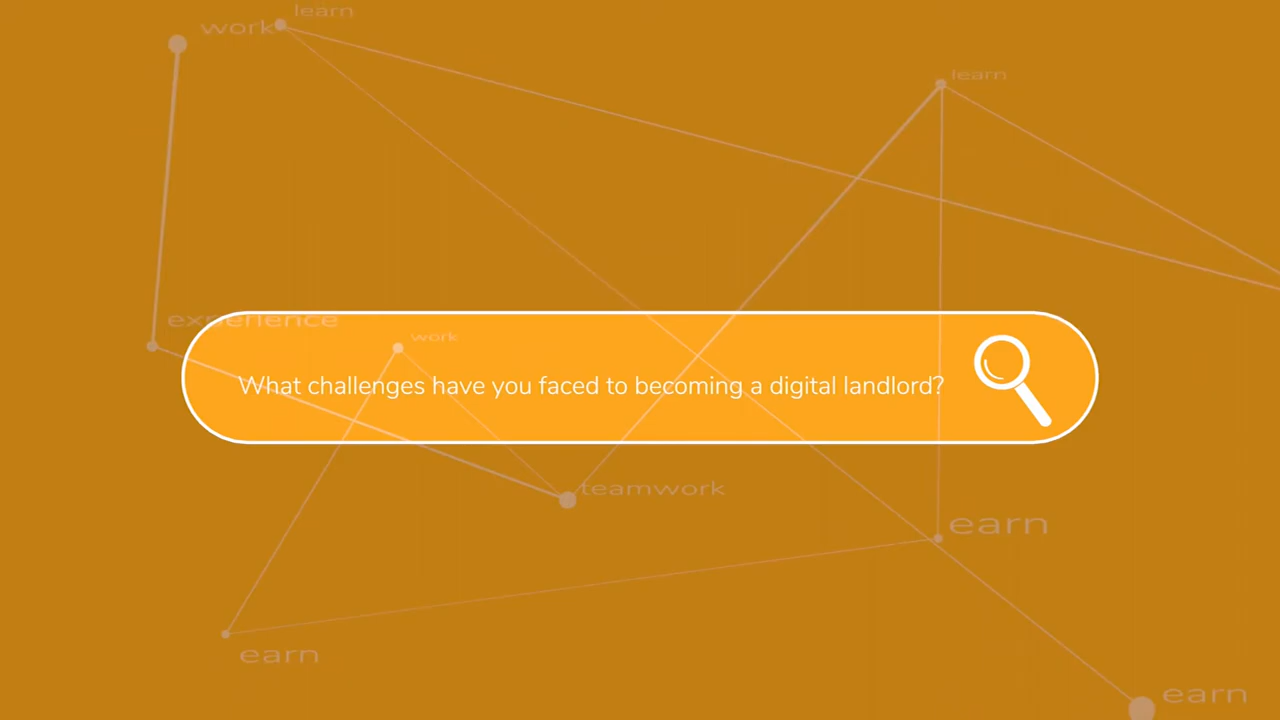 learn
work
learn
experience
work
What challenges have you faced to becoming a digital landlord?
teamwork
earn
earn
earn